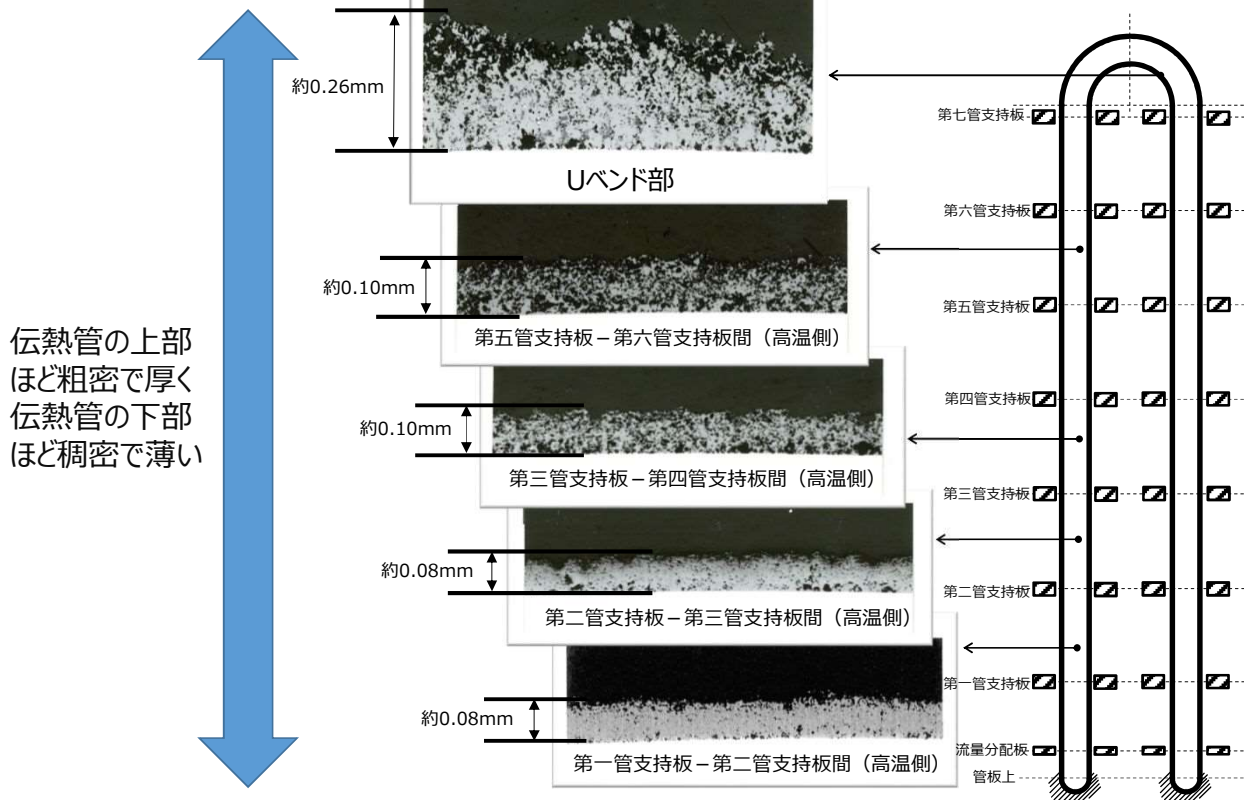 伝熱管の上部
ほど粗密で厚く
伝熱管の下部
ほど稠密で薄い
約0.26mm
Uベンド部
約0.10mm
第五管支持板－第六管支持板間（高温側）
約0.10mm
第三管支持板－第四管支持板間（高温側）
約0.08mm
第二管支持板－第三管支持板間（高温側）
約0.08mm
第一管支持板－第二管支持板間（高温側）
第七管支持板
第六管支持板
第五管支持板
第四管支持板
第三管支持板
第二管支持板
第一管支持板
流量分配板
管板上